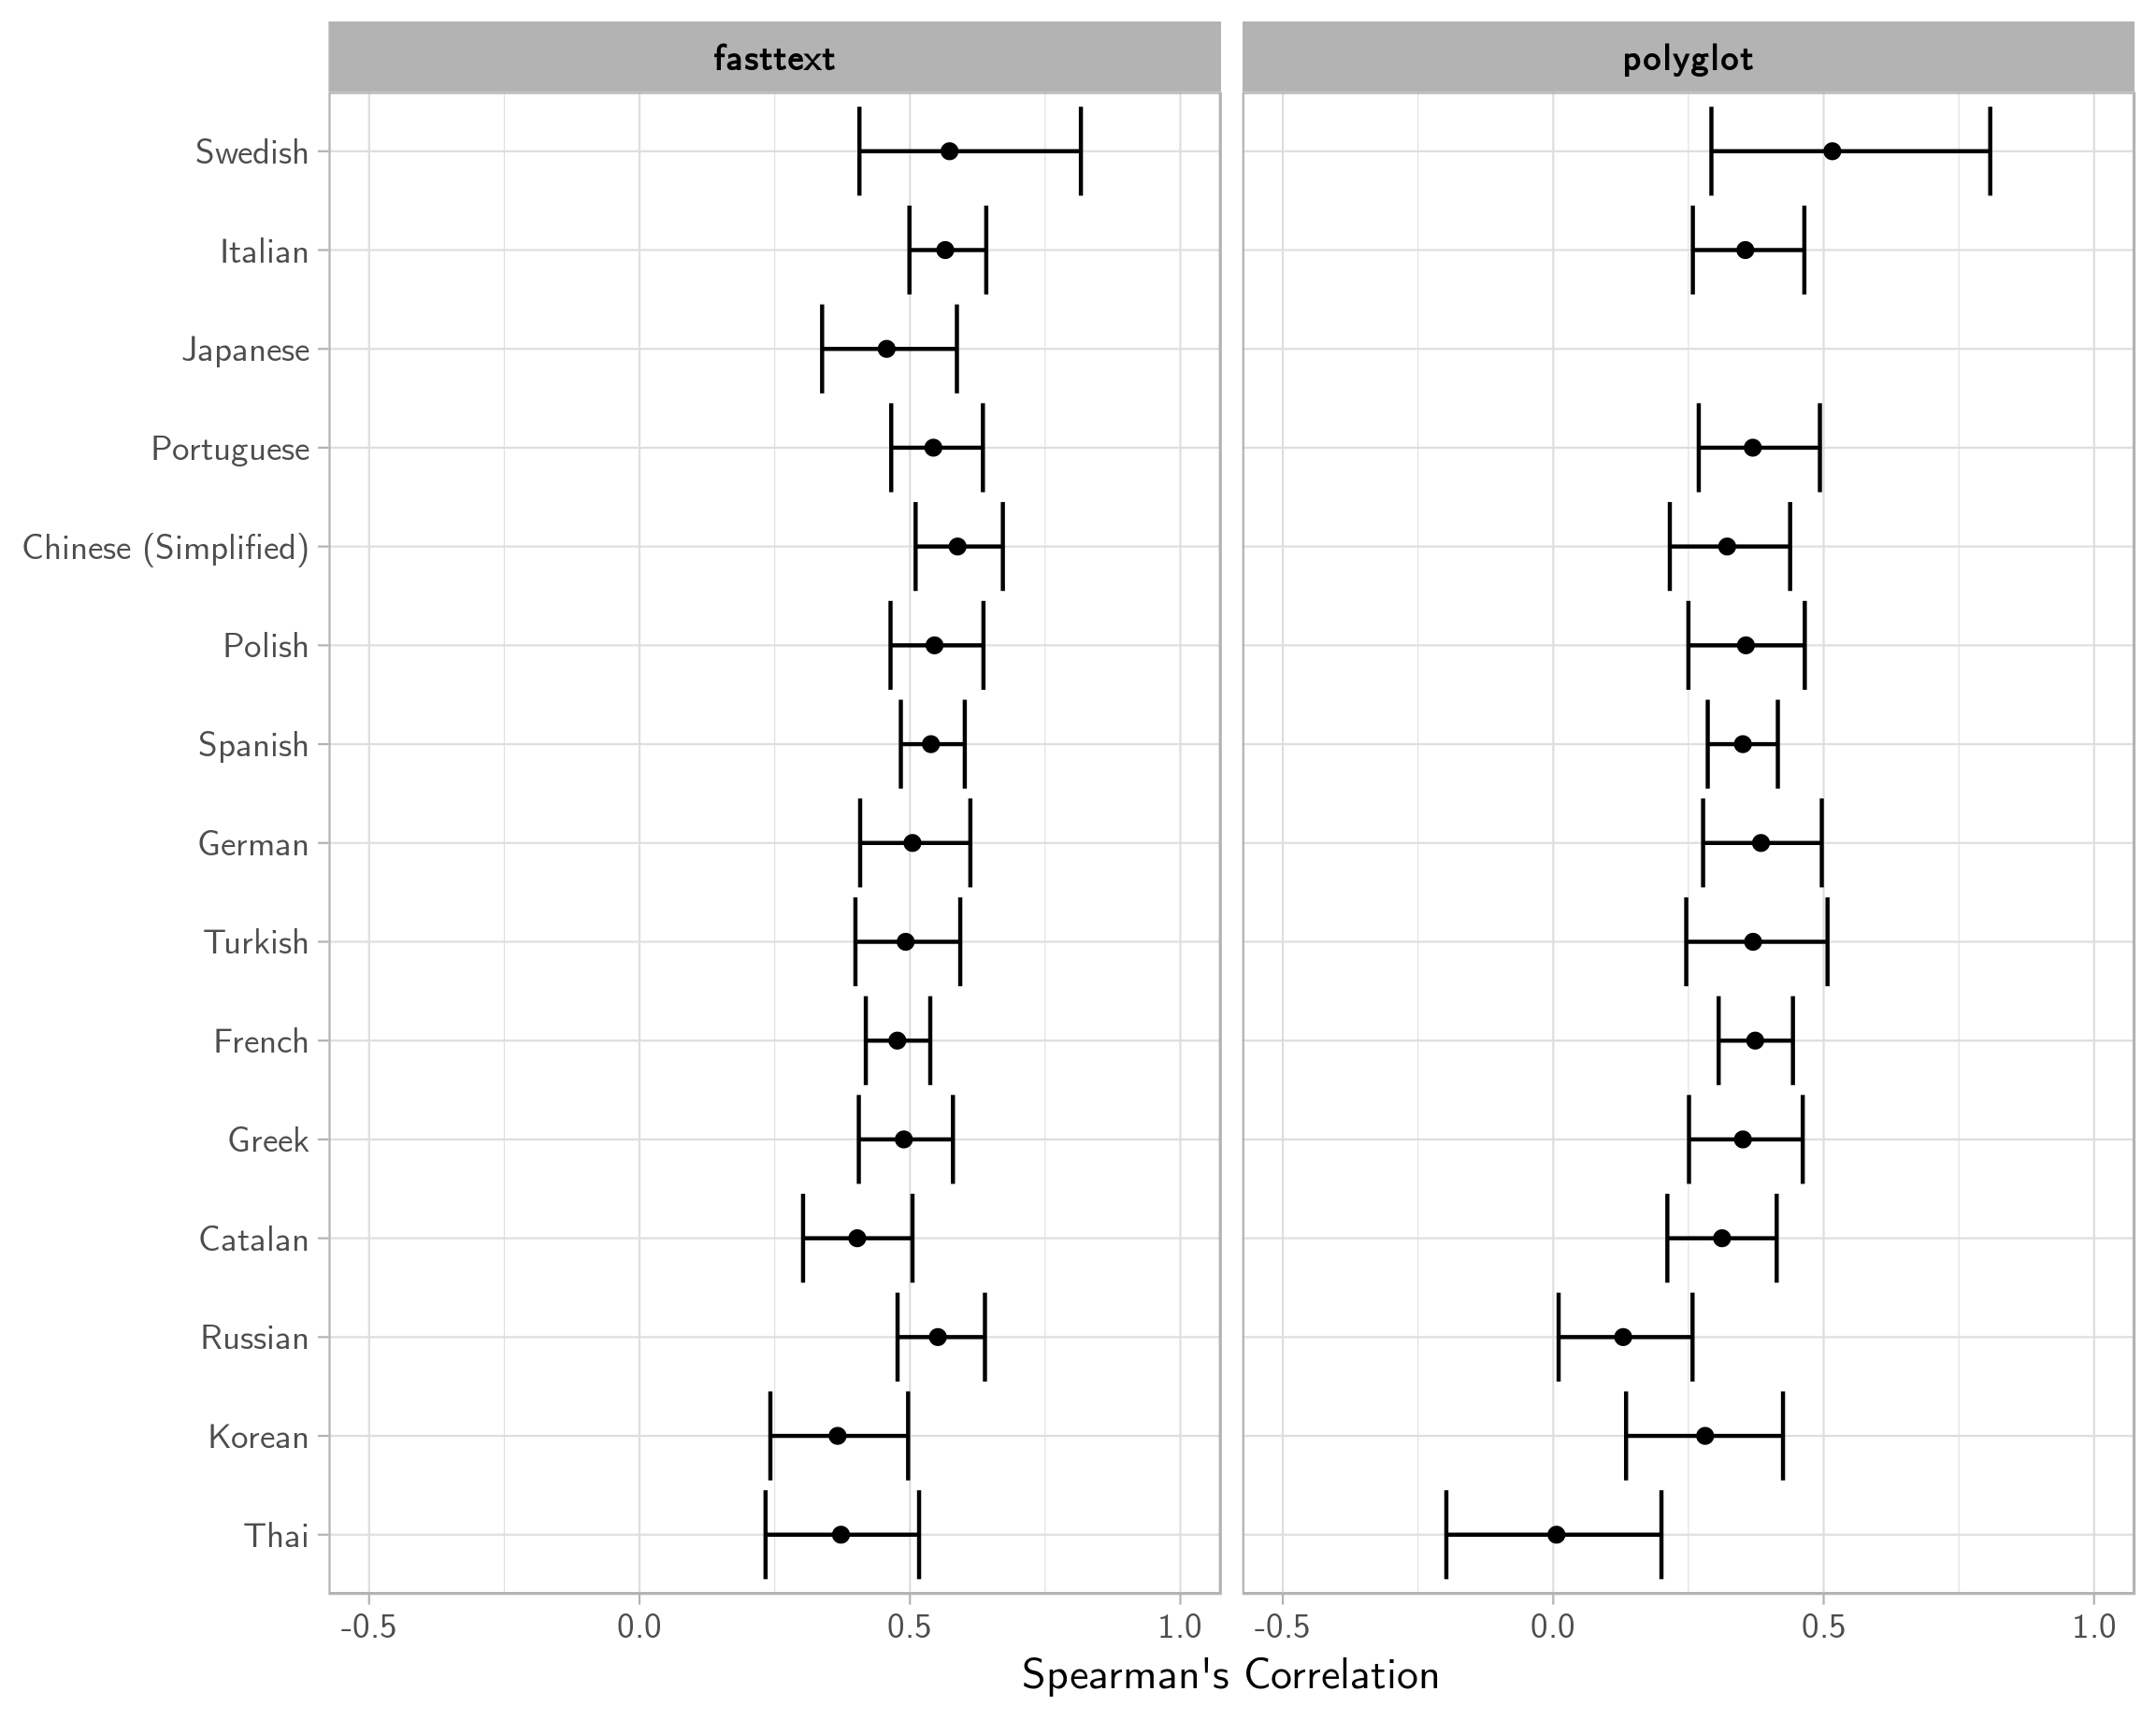 fasttext
polyglot
Swedish
Italian
Japanese
Portuguese
Chinese (Simplified)
Polish
Spanish
German
Turkish
French
Greek
Catalan
Russian
Korean
Thai
-0.5 0.0 0.5 1.0
-0.5 0.0 0.5 1.0
Spearman's Correlation